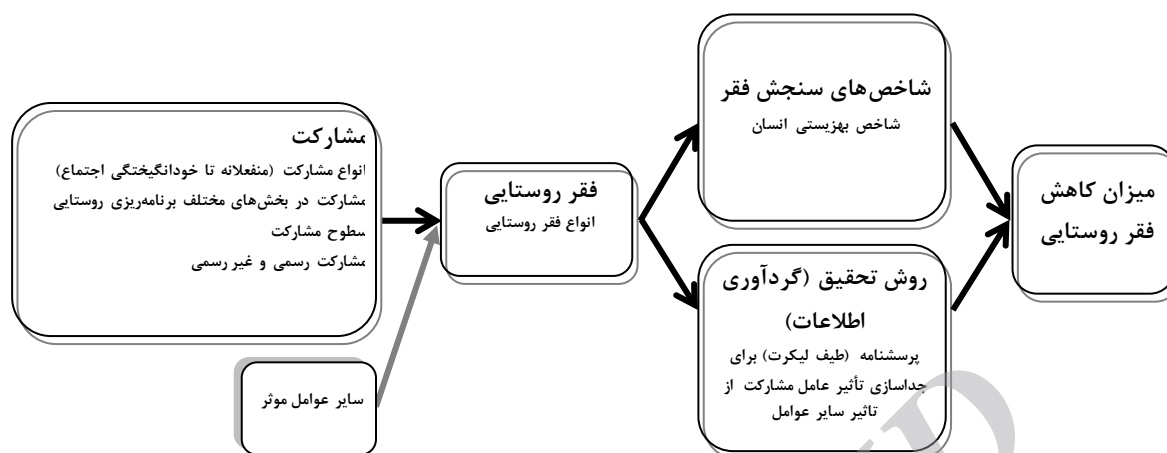 مشارکت
انواع مشارکت (منفعلانه تا خودانگیختگی اجتماع)
مشارکت در بخش‌های مختلف برنامه‌ریزی روستایی
سطوح مشارکت
مشارکت رسمی و غیر رسمی
سایر عوامل موثر
فقر روستایی
انواع فقر روستایی
شاخص‌های سنجش فقر
شاخص بهزیستی انسان
روش تحقیق (گردآوری
اطلاعات)
پرسشنامه (طیف لیکرت) برای
جداسازی تأثیر عامل مشارکت از
تاثیر سایر عوامل
میزان کاهش
فقر روستایی